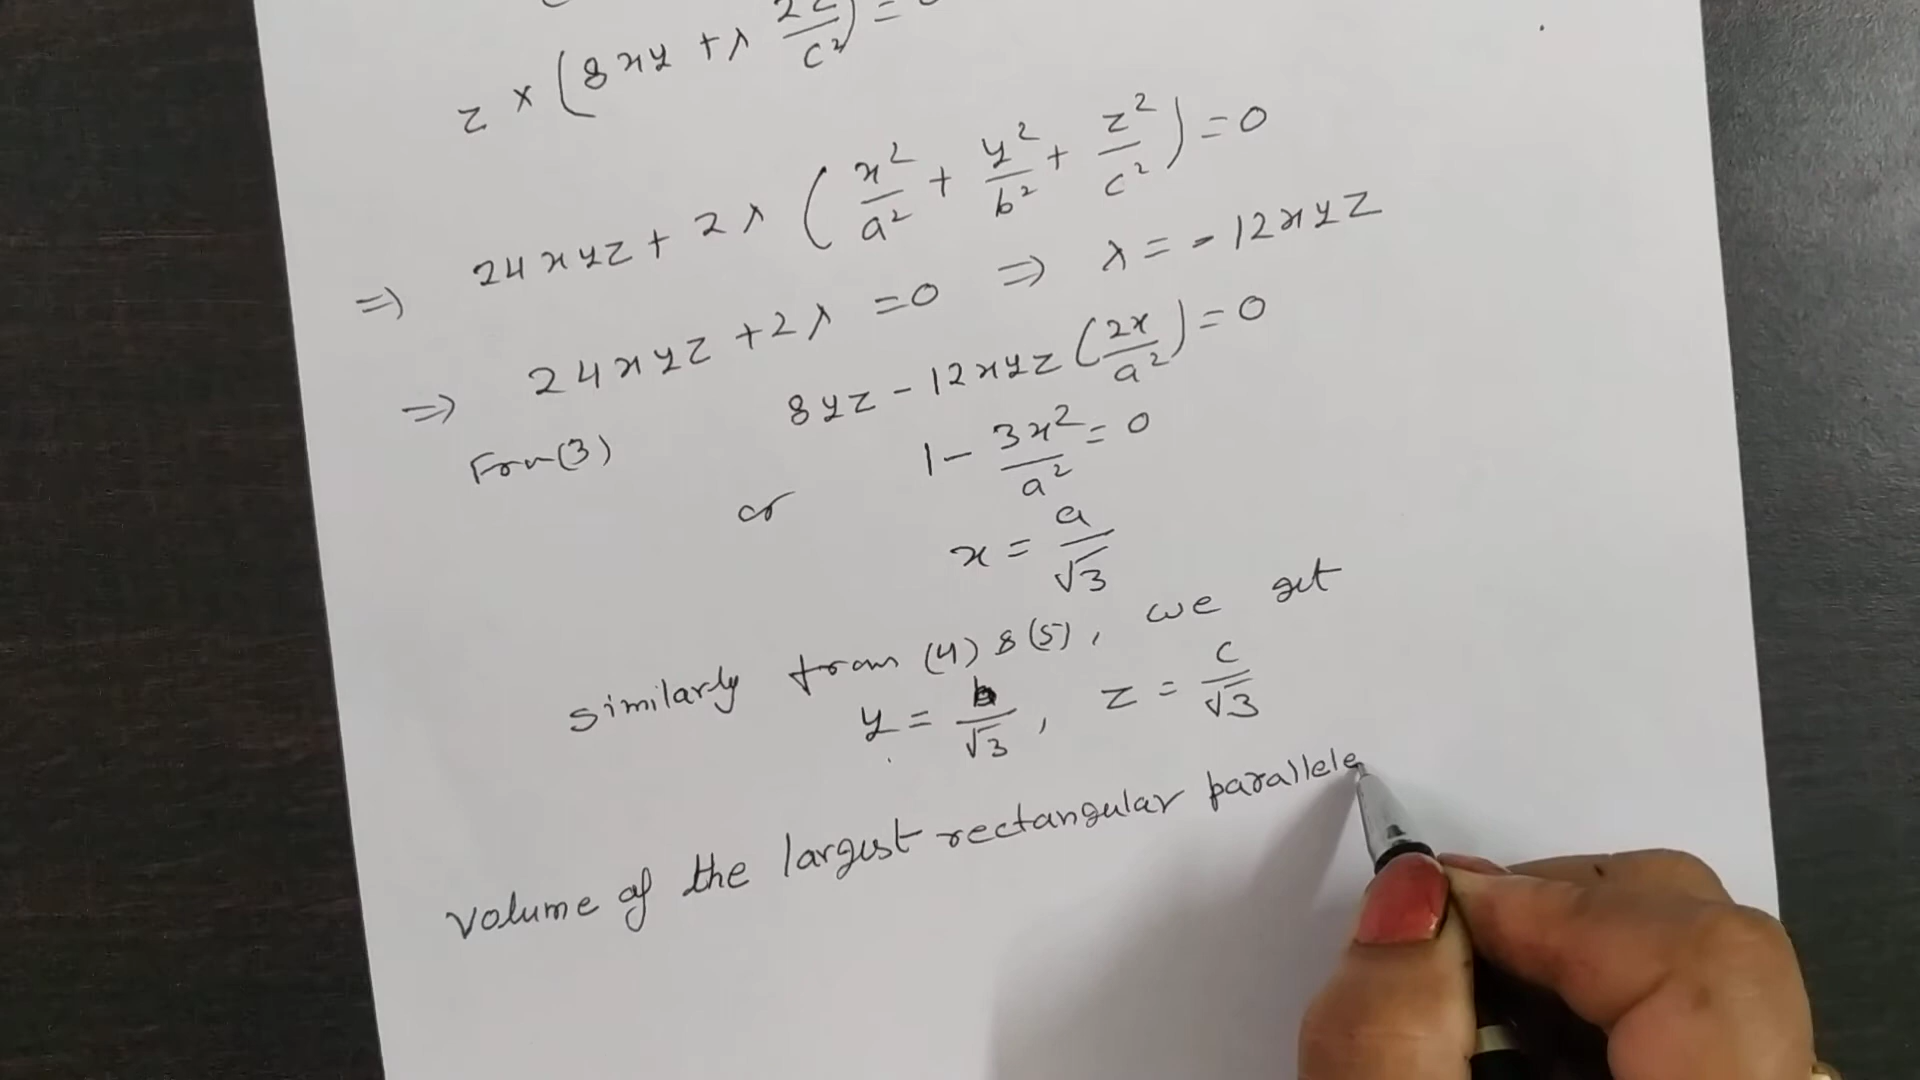 z × (8xy + λ 2z/c²) = 0
⇒ 24xyz + 2λ (x²/a² + y²/b² + z²/c²) = 0
⇒ 24xyz + 2λ = 0 ⇒ λ = -12xyz
From (3) 8yz - 12xyz (2x/a²) = 0
or 1 - 3x²/a² = 0
x = a/√3
similarly from (4) & (5), we get
y = b/√3, z = c/√3
volume of the largest rectangular parallele